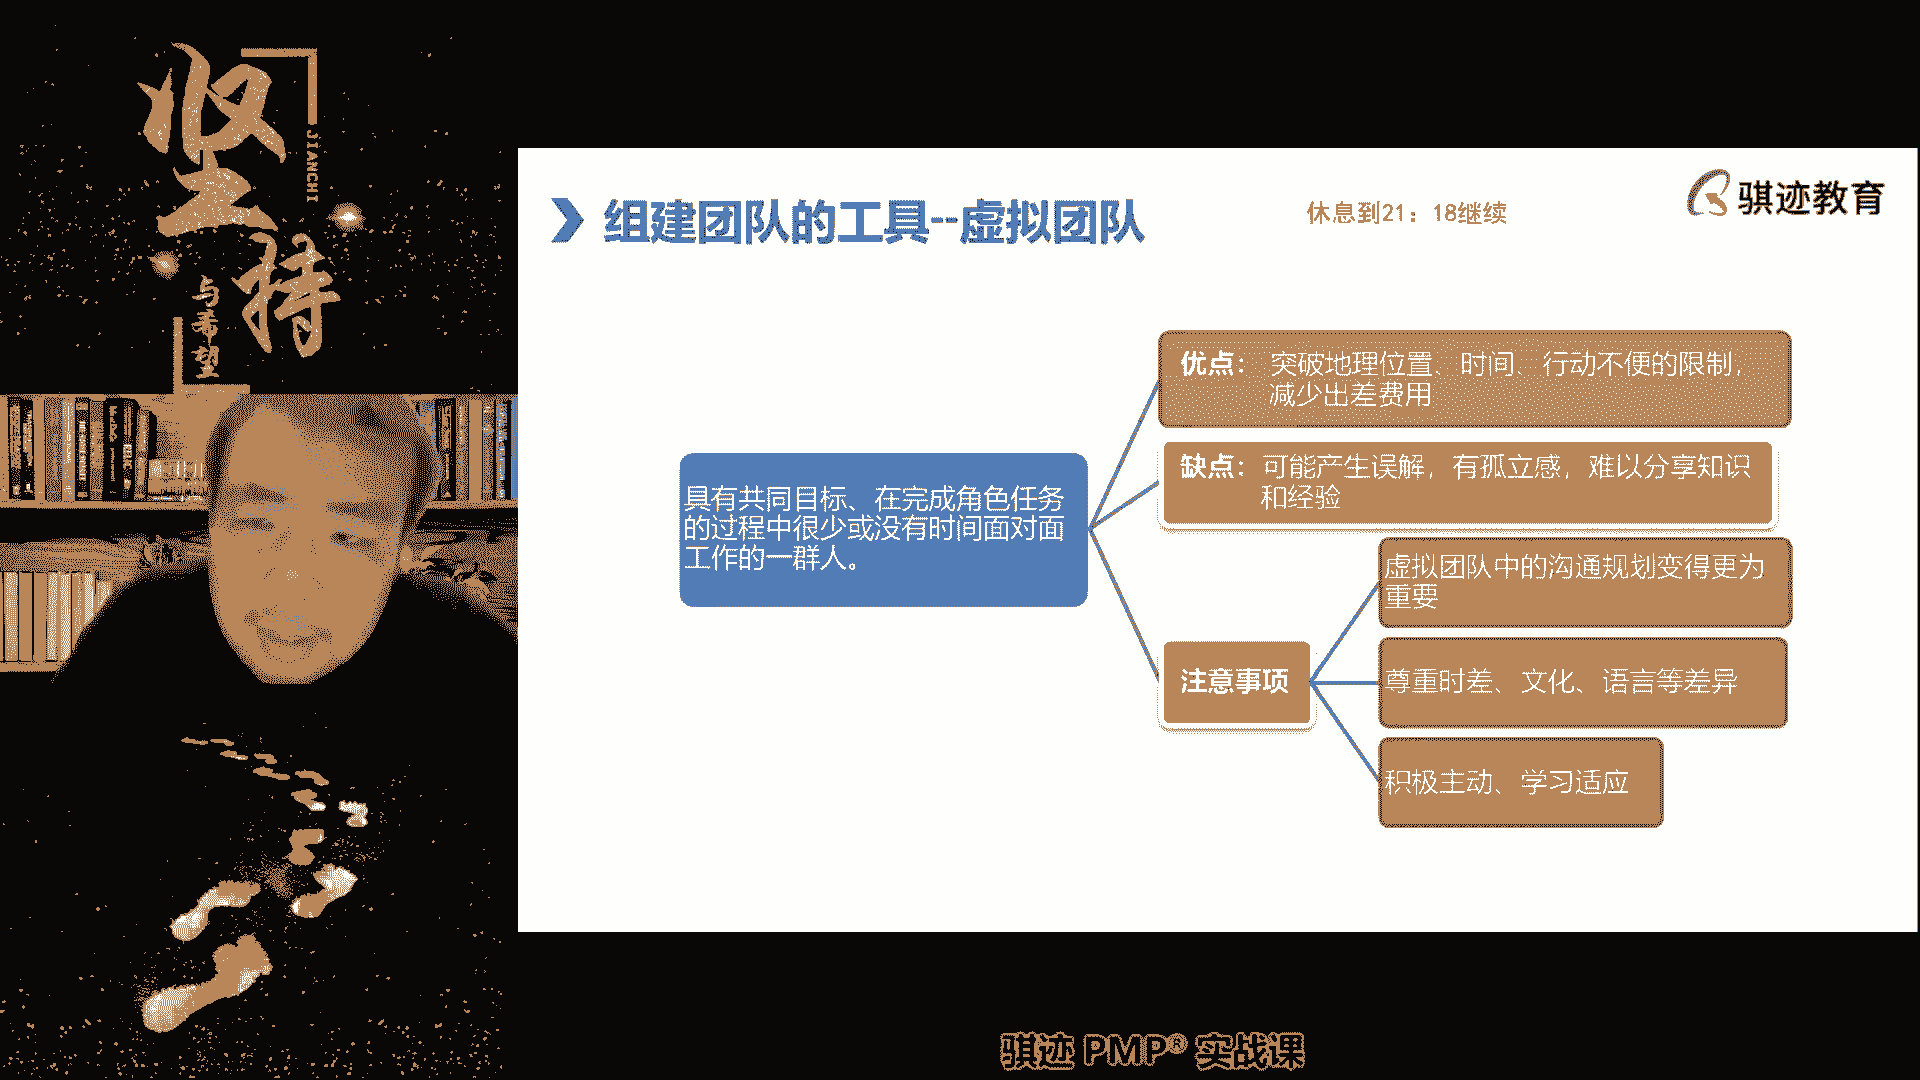 坚持
JIANCHI
与希望
组建团队的工具--虚拟团队
休息到21：18继续
骐迹教育
优点： 突破地理位置、时间、行动不便的限制，
减少出差费用
缺点：可能产生误解，有孤立感，难以分享知识
和经验
具有共同目标、在完成角色任务
的过程中很少或没有时间面对面
工作的一群人。
注意事项
虚拟团队中的沟通规划变得更为
重要
尊重时差、文化、语言等差异
积极主动、学习适应
骐迹 PMP® 实战课